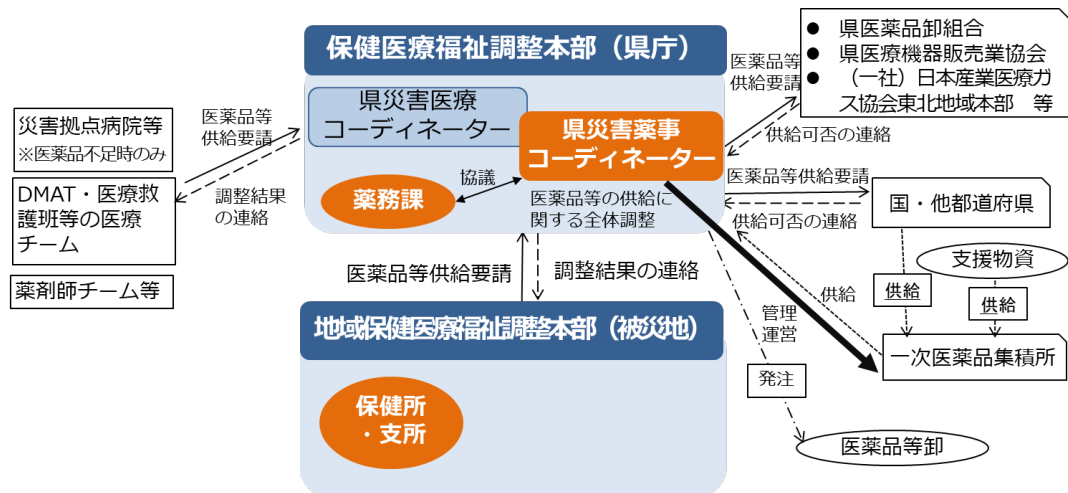 保健医療福祉調整本部（県庁）
県災害医療
コーディネーター
県災害薬事
コーディネーター
薬務課
協議
医薬品等の供給に
関する全体調整
災害拠点病院等
※医薬品不足時のみ
DMAT・医療救
護班等の医療
チーム
薬剤師チーム等
医薬品等
供給要請
調整結果
の連絡
医薬品等
供給要請
供給可否の連絡
● 県医薬品卸組合
● 県医療機器販売業協会
● （一社）日本産業医療ガ
ス協会東北地域本部 等
医薬品等供給要請
供給可否の連絡
国・他都道府県
支援物資
供給
供給
一次医薬品集積所
供給
管理
運営
発注
医薬品等卸
医薬品等供給要請
調整結果の連絡
地域保健医療福祉調整本部（被災地）
保健所
・支所